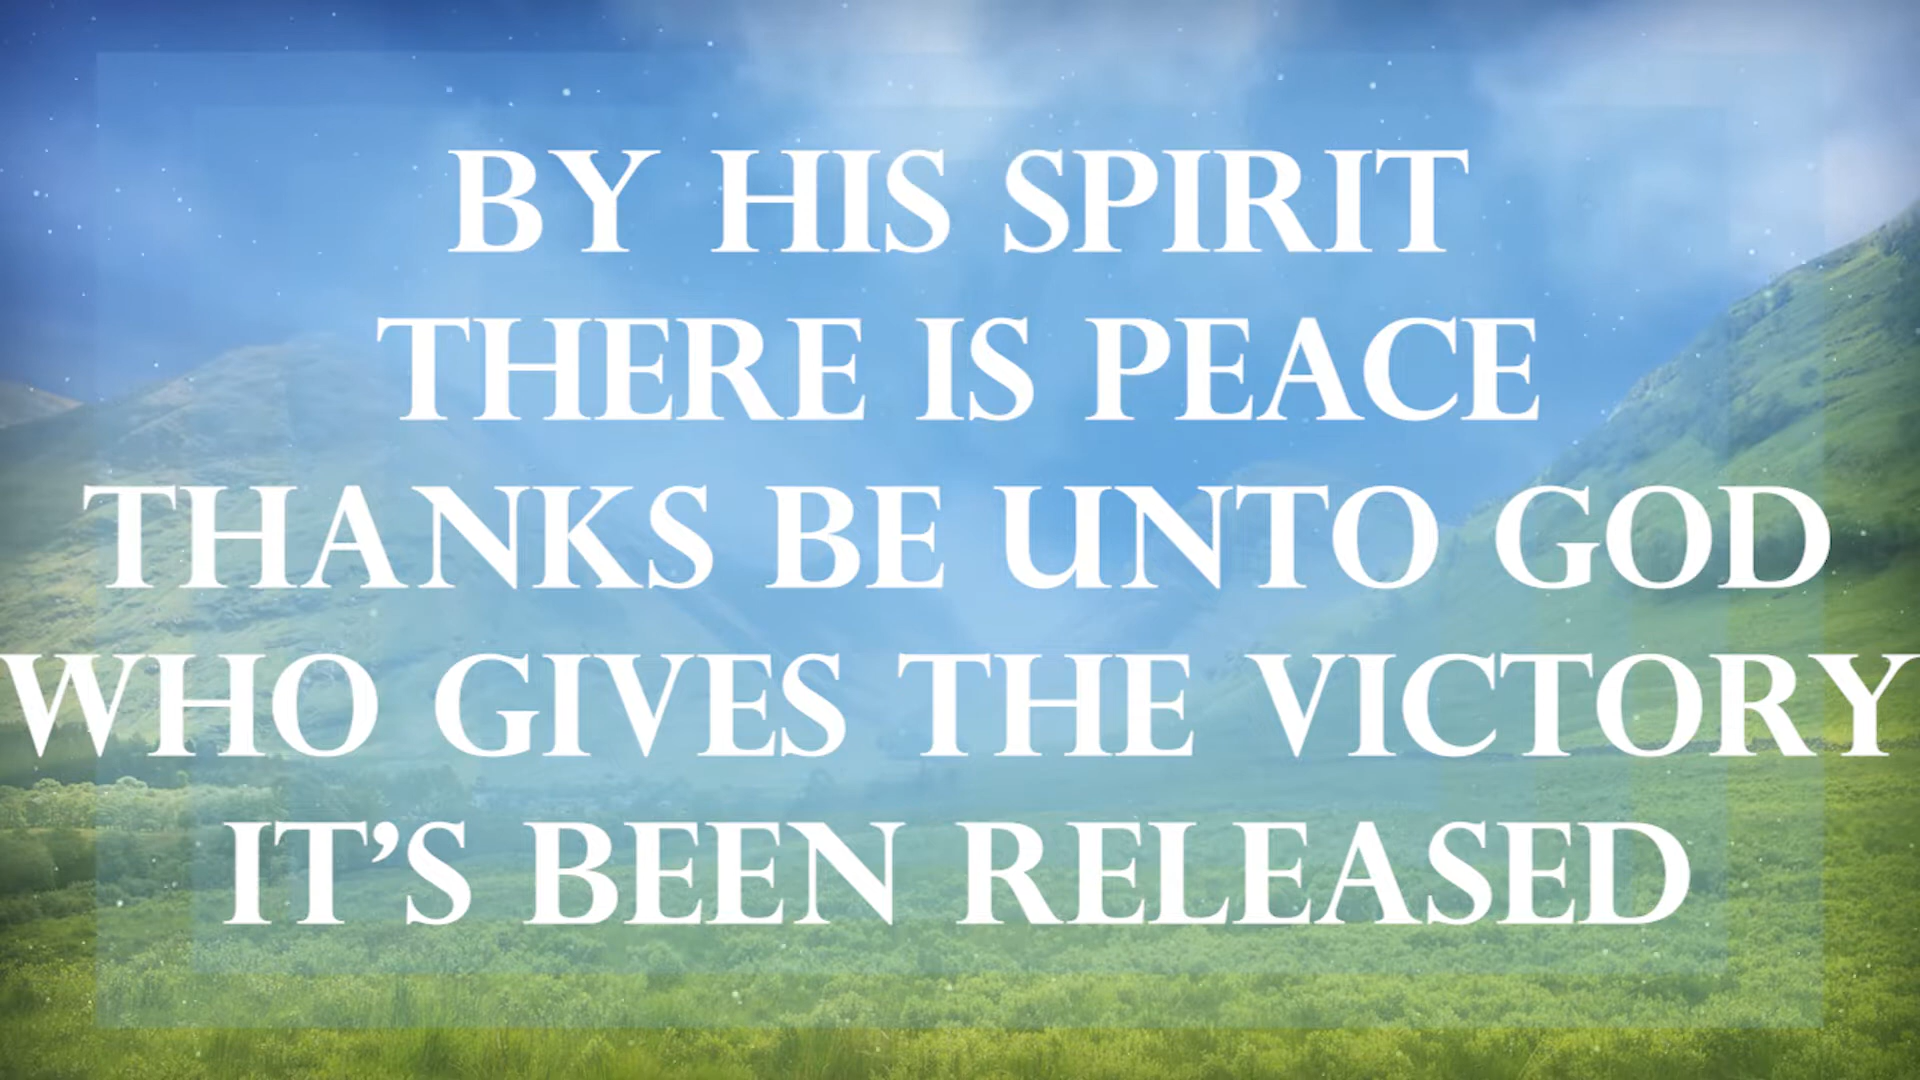 BY HIS SPIRIT
THERE IS PEACE
THANKS BE UNTO GOD
WHO GIVES THE VICTORY
IT’S BEEN RELEASED